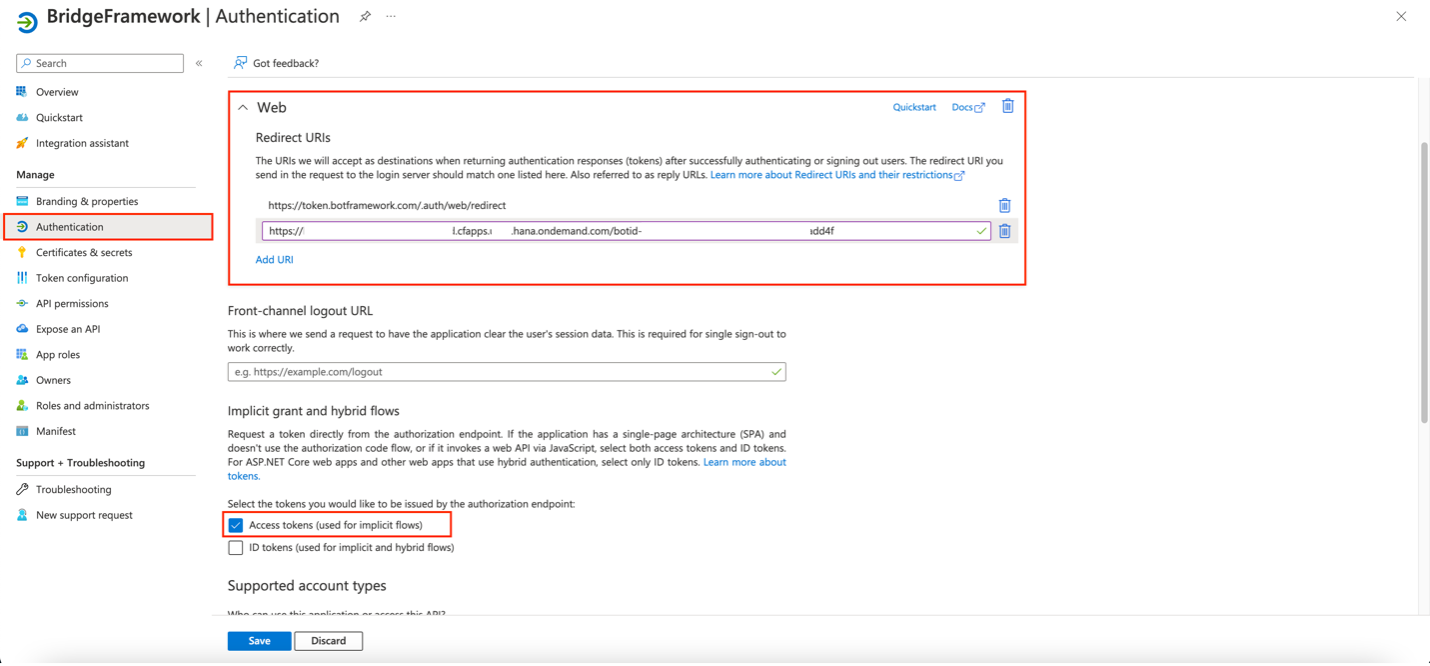 BridgeFramework | Authentication
Search
Got feedback?
Overview
Quickstart
Integration assistant
Manage
Branding & properties
Authentication
Certificates & secrets
Token configuration
API permissions
Expose an API
App roles
Owners
Roles and administrators
Manifest
Support + Troubleshooting
Troubleshooting
New support request
Web
Quickstart
Docs
Redirect URIs
The URIs we will accept as destinations when returning authentication responses (tokens) after successfully authenticating or signing out users. The redirect URI you
send in the request to the login server should match one listed here. Also referred to as reply URLs. Learn more about Redirect URIs and their restrictions
https://token.botframework.com/.auth/web/redirect
https:// l.cfapps. .hana.ondemand.com/botid- add4f
Add URI
Front-channel logout URL
This is where we send a request to have the application clear the user's session data. This is required for single sign-out to
work correctly.
e.g. https://example.com/logout
Implicit grant and hybrid flows
Request a token directly from the authorization endpoint. If the application has a single-page architecture (SPA) and
doesn't use the authorization code flow, or if it invokes a web API via JavaScript, select both access tokens and ID tokens.
For ASP.NET Core web apps and other web apps that use hybrid authentication, select only ID tokens. Learn more about
tokens.
Select the tokens you would like to be issued by the authorization endpoint:
Access tokens (used for implicit flows)
ID tokens (used for implicit and hybrid flows)
Supported account types
Who can use this application or access this API?
Save
Discard